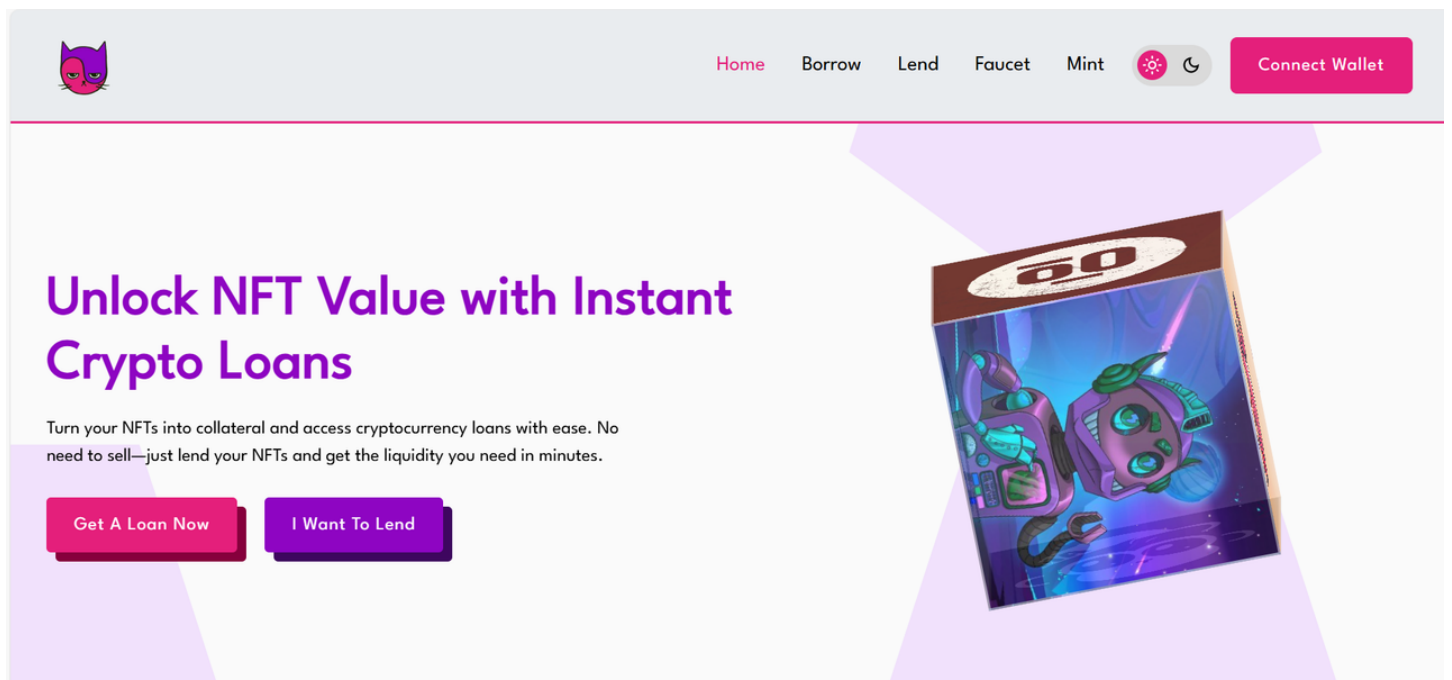 Home Borrow Lend Faucet Mint Connect Wallet
Unlock NFT Value with Instant
Crypto Loans
Turn your NFTs into collateral and access cryptocurrency loans with ease. No
need to sell—just lend your NFTs and get the liquidity you need in minutes.
Get A Loan Now I Want To Lend